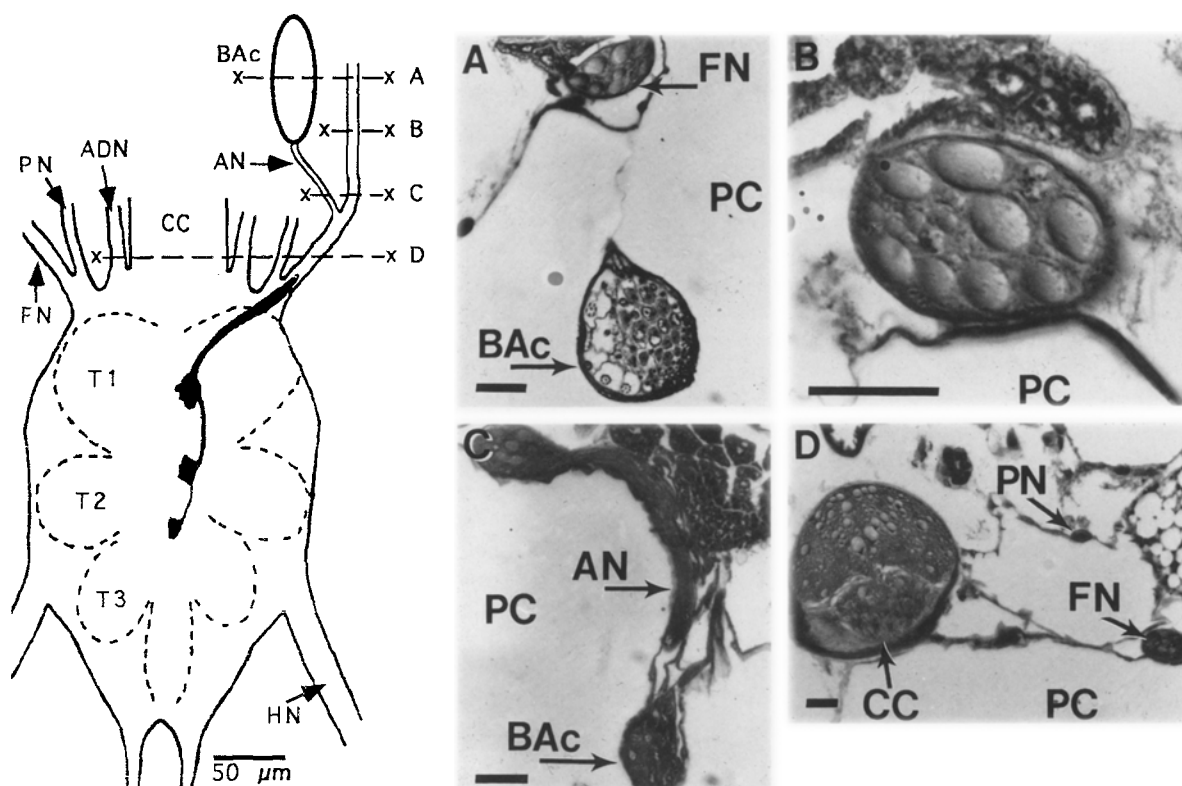 BAc
x x A
x x B
AN
x x C
PN
ADN
CC
x x D
FN
T1
T2
T3
HN
50 µm
A
FN
PC
BAc
B
PC
C
AN
PC
BAc
D
PN
FN
CC
PC